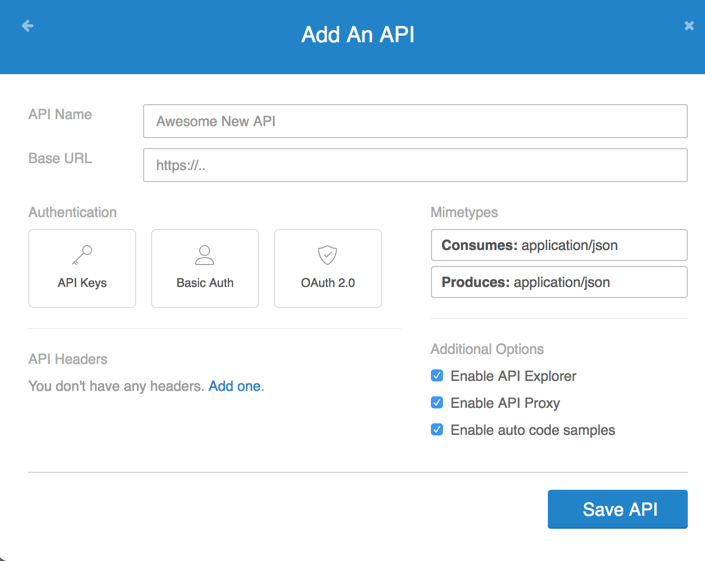 Add An API
API Name
Awesome New API
Base URL
https://..
Authentication
API Keys
Basic Auth
OAuth 2.0
Mimetypes
Consumes: application/json
Produces: application/json
API Headers
You don't have any headers. Add one.
Additional Options
Enable API Explorer
Enable API Proxy
Enable auto code samples
Save API